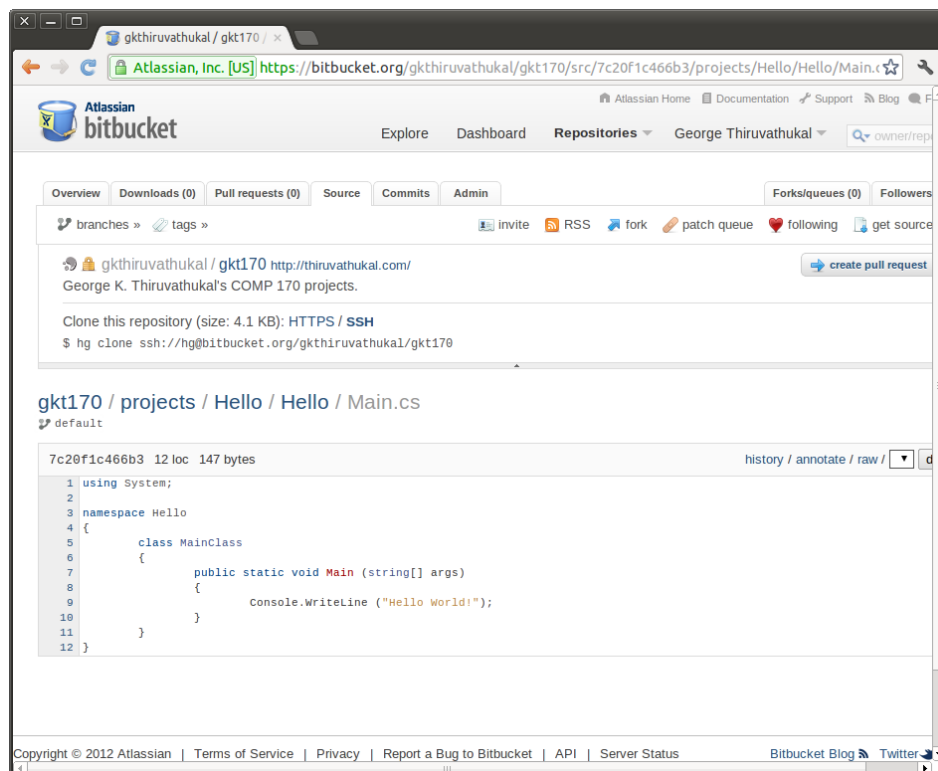 gkthiruvathukal / gkt170 /
Atlassian, Inc. [US] https://bitbucket.org/gkthiruvathukal/gkt170/src/7c20f1c466b3/projects/Hello/Hello/Main.c
Atlassian Home Documentation Support Blog
Atlassian
bitbucket
Explore Dashboard Repositories George Thiruvathukal owner/repo
Overview Downloads (0) Pull requests (0) Source Commits Admin Forks/queues (0) Followers
branches » tags » invite RSS fork patch queue following get source
gkthiruvathukal / gkt170 http://thiruvathukal.com/ create pull request
George K. Thiruvathukal's COMP 170 projects.
Clone this repository (size: 4.1 KB): HTTPS / SSH
$ hg clone ssh://hg@bitbucket.org/gkthiruvathukal/gkt170
gkt170 / projects / Hello / Hello / Main.cs
default
7c20f1c466b3 12 loc 147 bytes history / annotate / raw /
1 using System;
2
3 namespace Hello
4 {
5 class MainClass
6 {
7 public static void Main (string[] args)
8 {
9 Console.WriteLine ("Hello World!");
10 }
11 }
12 }
Copyright © 2012 Atlassian | Terms of Service | Privacy | Report a Bug to Bitbucket | API | Server Status Bitbucket Blog Twitter